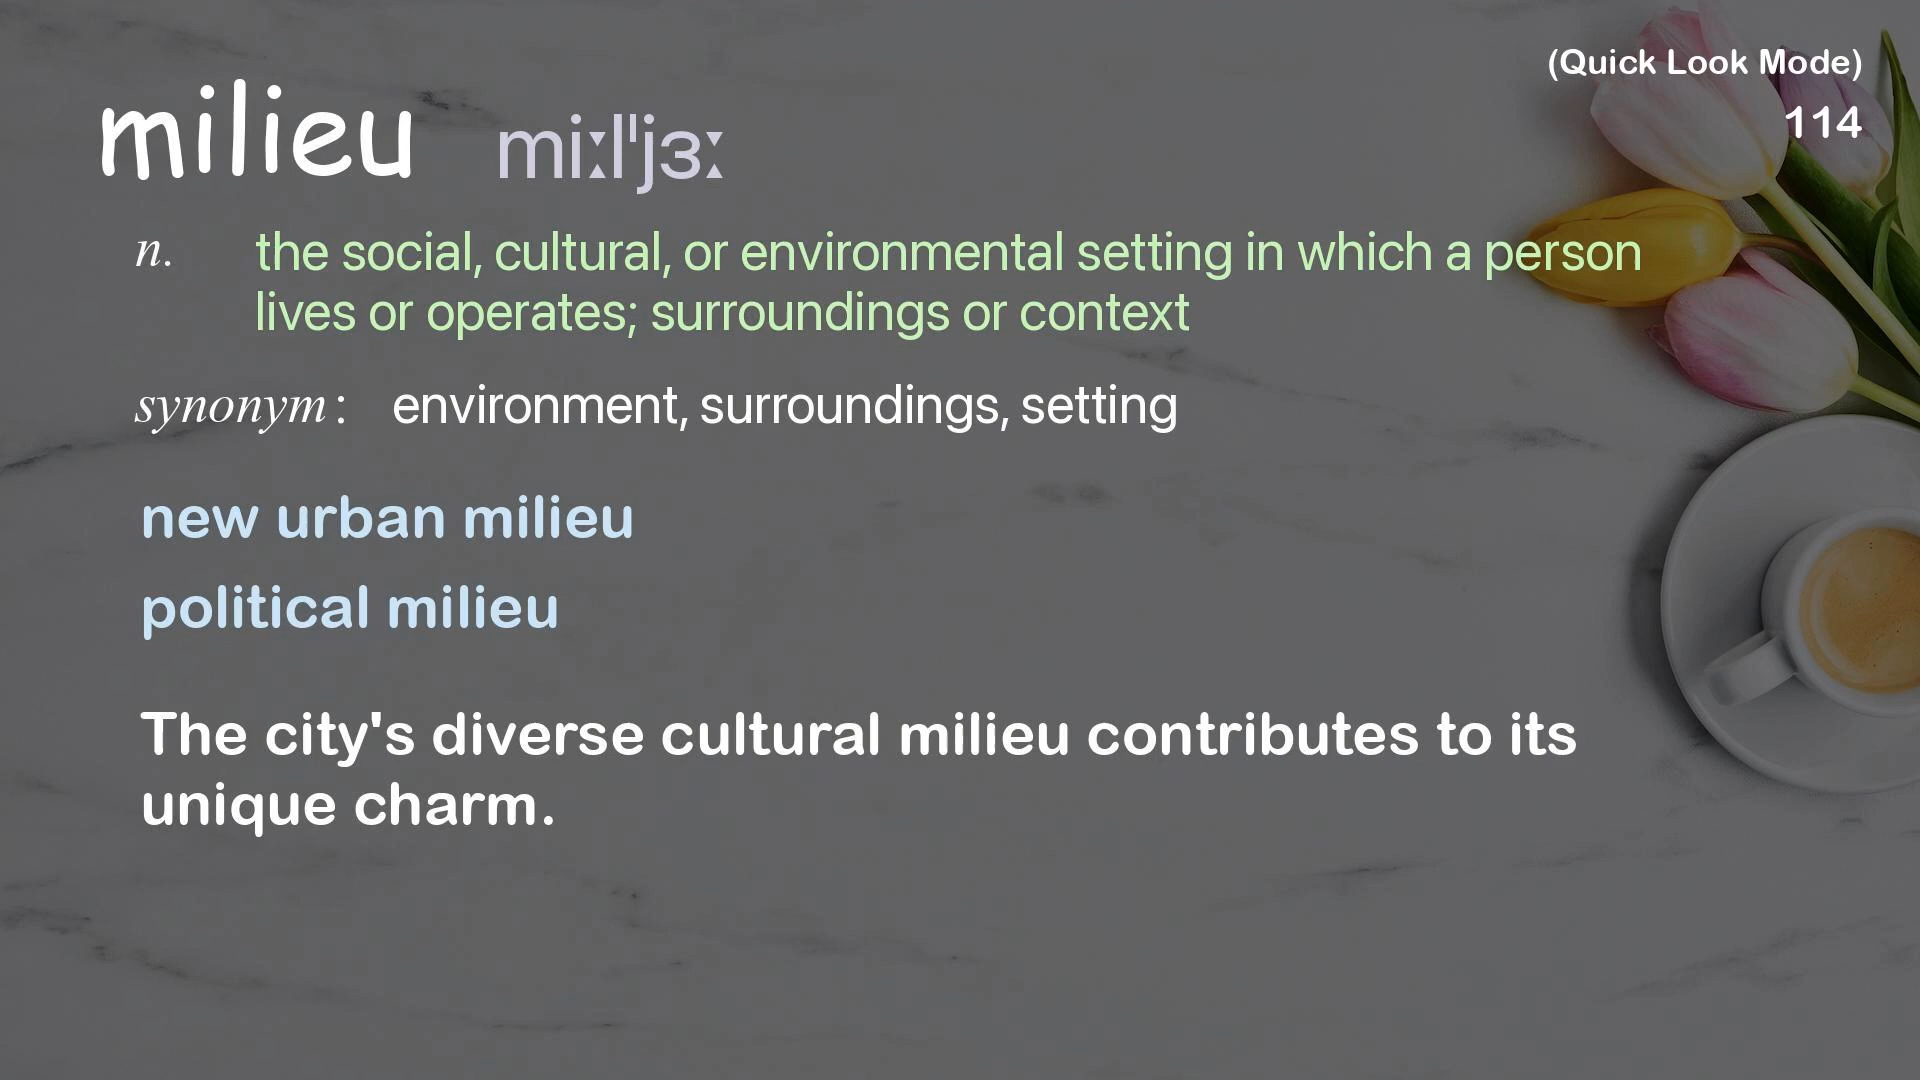 (Quick Look Mode)
114
milieu miːlˈjɜː
n. the social, cultural, or environmental setting in which a person
lives or operates; surroundings or context
synonym: environment, surroundings, setting
new urban milieu
political milieu
The city's diverse cultural milieu contributes to its
unique charm.